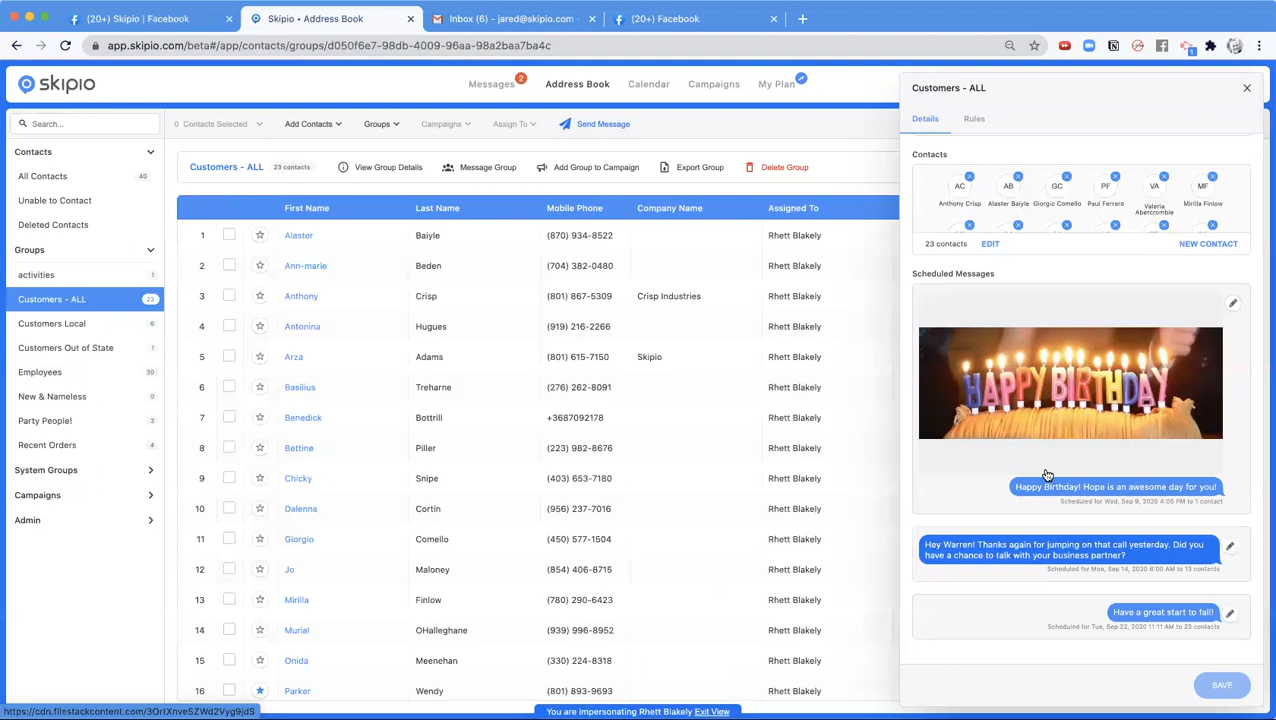 (20+) Skipio | Facebook
Skipio • Address Book
Inbox (6) - jared@skipio.com -
(20+) Facebook
app.skipio.com/beta#/app/contacts/groups/d050f6e7-98db-4009-96aa-98a2baa7ba4c
1
skipio
Messages 2
Address Book
Calendar
Campaigns
My Plan
Search...
0 Contacts Selected
Add Contacts
Groups
Campaigns
Assign To
Send Message
Contacts
All Contacts 40
Unable to Contact
Deleted Contacts
Groups
activities 1
Customers - ALL 23
Customers Local 6
Customers Out of State 1
Employees 30
New & Nameless 0
Party People! 3
Recent Orders 4
System Groups
Campaigns
Admin
Customers - ALL 23 contacts View Group Details Message Group Add Group to Campaign Export Group Delete Group
First Name Last Name Mobile Phone Company Name Assigned To
1 Alaster Baiyle (870) 934-8522 Rhett Blakely
2 Ann-marie Beden (704) 382-0480 Rhett Blakely
3 Anthony Crisp (801) 867-5309 Crisp Industries Rhett Blakely
4 Antonina Hugues (919) 216-2266 Rhett Blakely
5 Arza Adams (801) 615-7150 Skipio Rhett Blakely
6 Basilius Treharne (276) 262-8091 Rhett Blakely
7 Benedick Bottrill +3687092178 Rhett Blakely
8 Bettine Piller (223) 982-8676 Rhett Blakely
9 Chicky Snipe (403) 653-7180 Rhett Blakely
10 Dalenna Cortin (956) 237-7016 Rhett Blakely
11 Giorgio Comello (450) 577-1504 Rhett Blakely
12 Jo Maloney (854) 406-8715 Rhett Blakely
13 Mirilla Finlow (780) 290-6423 Rhett Blakely
14 Murial OHalleghane (939) 996-8952 Rhett Blakely
15 Onida Meenehan (330) 224-8318 Rhett Blakely
16 Parker Wendy (801) 893-9693 Rhett Blakely
Customers - ALL
Details Rules
Contacts
AC AB GC PF VA MF
Anthony Crisp Alaster Baiyle Giorgio Comello Paul Ferraro Valeria Abercrombie Mirilla Finlow
23 contacts EDIT NEW CONTACT
Scheduled Messages
HAPPY BIRTHDAY
Happy Birthday! Hope is an awesome day for you!
Scheduled for Wed, Sep 9, 2020 4:05 PM to 1 contact
Hey Warren! Thanks again for jumping on that call yesterday. Did you
have a chance to talk with your business partner?
Scheduled for Mon, Sep 14, 2020 8:00 AM to 13 contacts
Have a great start to fall!
Scheduled for Tue, Sep 22, 2020 11:11 AM to 23 contacts
SAVE
https://cdn.filestackcontent.com/3OrtXnveSZWd2Vyg9jdS
You are impersonating Rhett Blakely Exit View